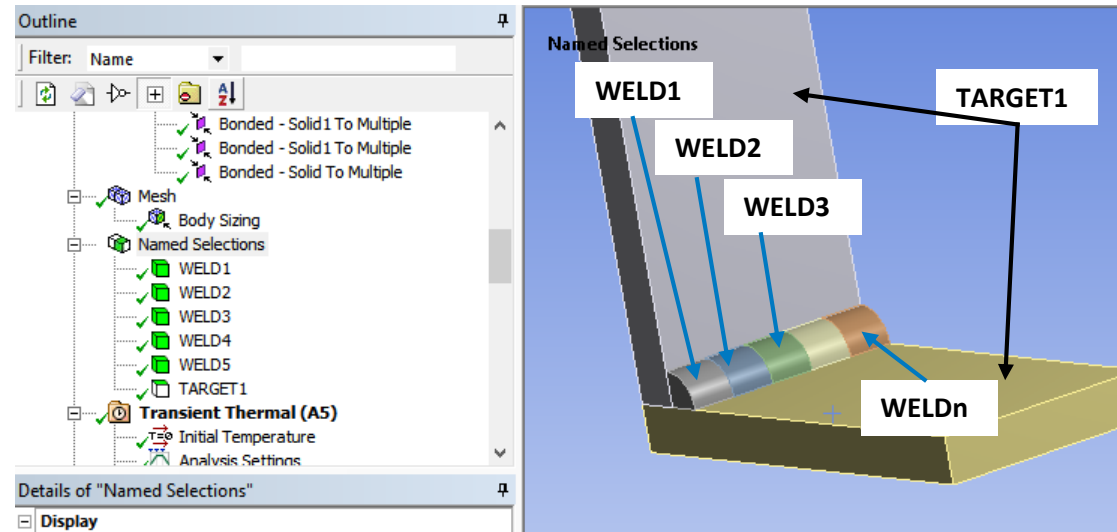 Outline
Filter: Name
A
Z
Bonded - Solid1 To Multiple
Bonded - Solid1 To Multiple
Bonded - Solid To Multiple
Mesh
Body Sizing
Named Selections
WELD1
WELD2
WELD3
WELD4
WELD5
TARGET1
Transient Thermal (A5)
T=0 Initial Temperature
Analysis Settings
Details of "Named Selections"
Display
Named Selections
WELD1
TARGET1
WELD2
WELD3
WELDn